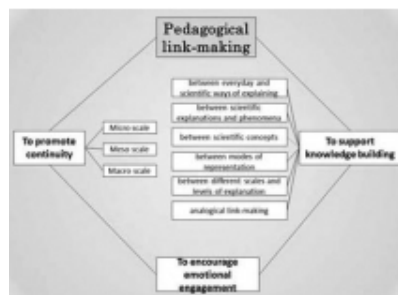 Pedagogical
link-making
between everyday and
scientific ways of explaining
between scientific
explanations and phenomena
between scientific concepts
between modes of
representation
between different scales and
levels of explanation
analogical link-making
To promote
continuity
Micro scale
Meso scale
Macro scale
To support
knowledge building
To encourage
emotional
engagement